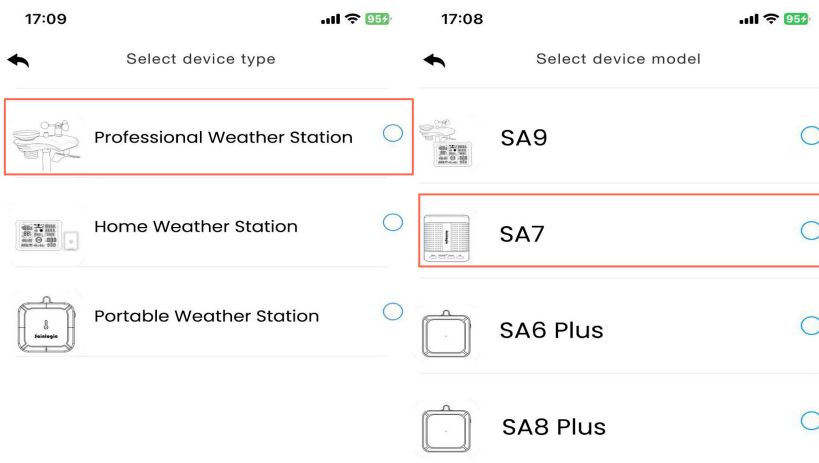 17:09
95
Select device type
Professional Weather Station
Home Weather Station
Portable Weather Station
Sainlogic
17:08
95
Select device model
SA9
SA7
SA6 Plus
SA8 Plus